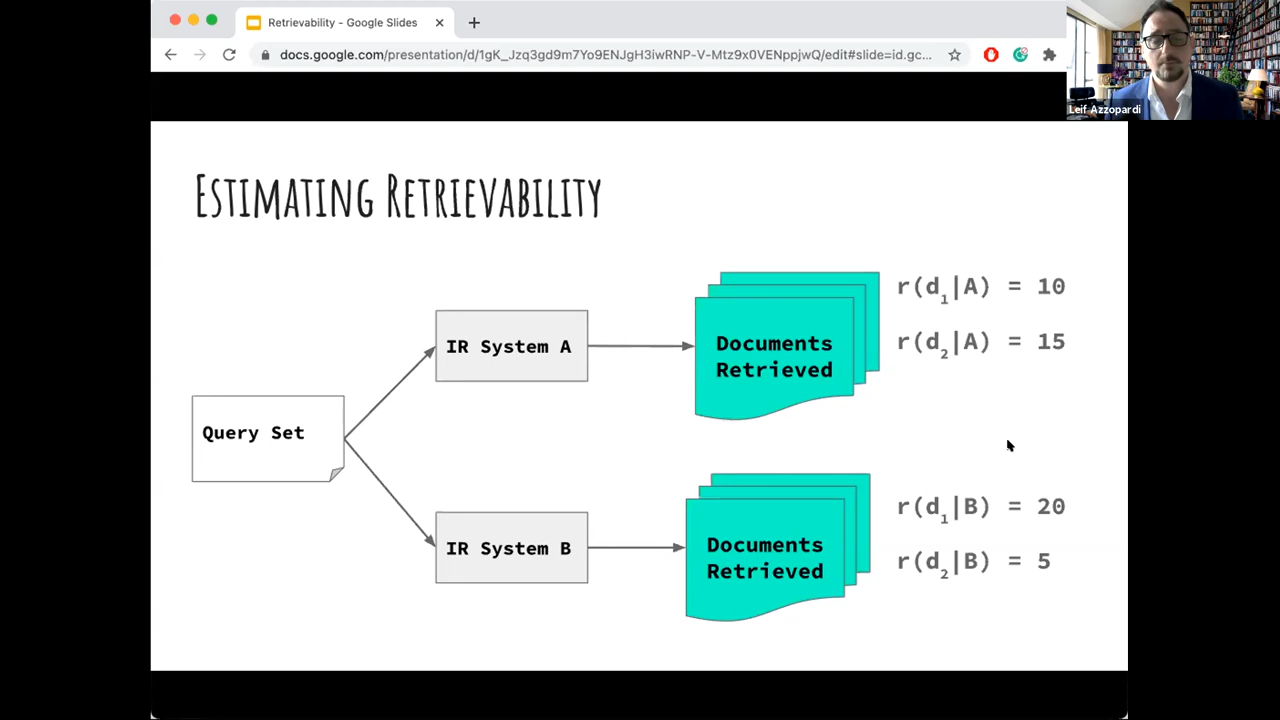 Retrievability - Google Slides
docs.google.com/presentation/d/1gK_Jzq3gd9m7Yo9ENJgH3iwRNP-V-Mtz9x0VENppjwQ/edit#slide=id.gc...
Leif Azzopardi
ESTIMATING RETRIEVABILITY
r(d1|A) = 10
IR System A
Documents
Retrieved
r(d2|A) = 15
Query Set
r(d1|B) = 20
IR System B
Documents
Retrieved
r(d2|B) = 5